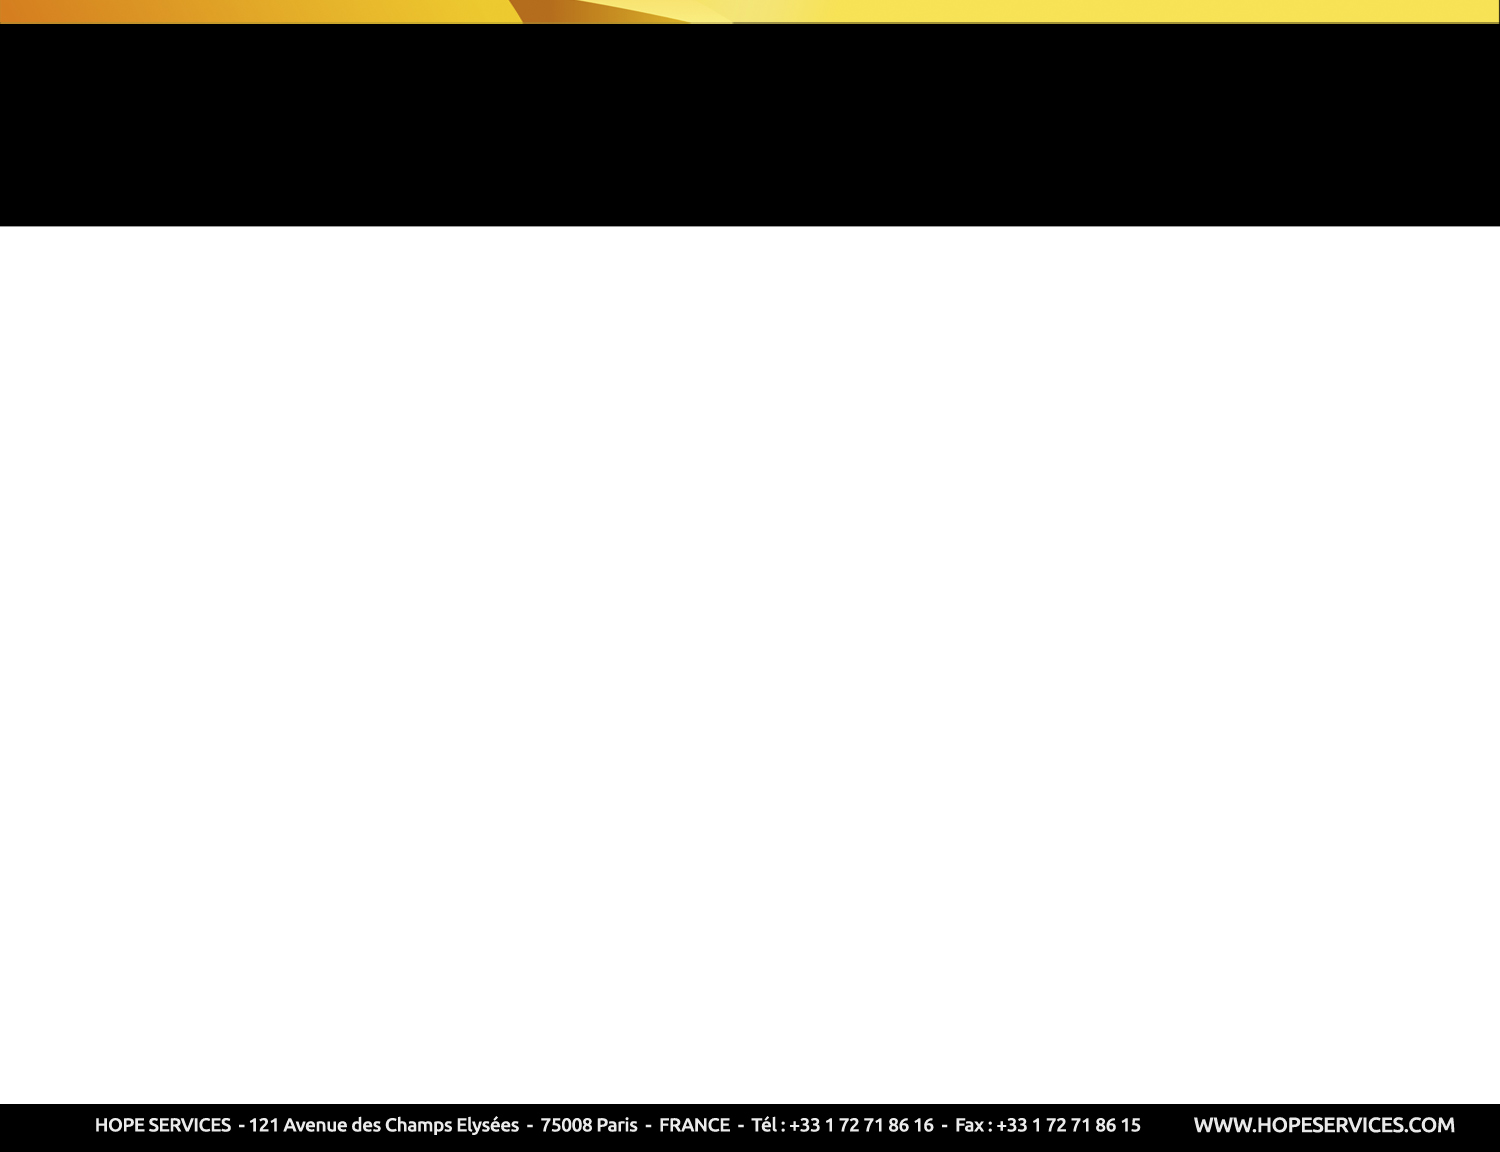 HOPE SERVICES - 121 Avenue des Champs Elysées - 75008 Paris - FRANCE - Tél : +33 1 72 71 86 16 - Fax : +33 1 72 71 86 15 WWW.HOPESERVICES.COM